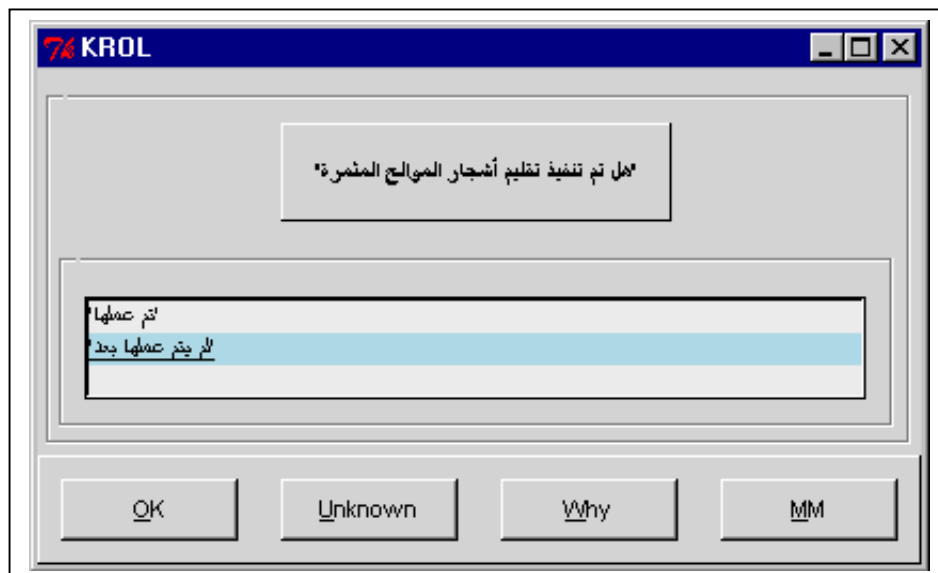 KROL
'هل تم تنفيذ تقليم أشجار الموالح المثمرة'
'تم عملها'
'لم يتم عملها بعد'
OK Unknown Why MM